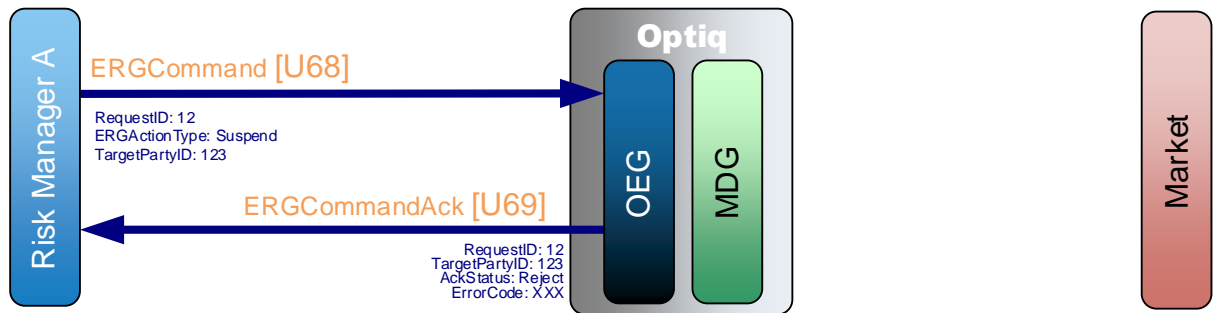 Risk Manager A
ERGCommand [U68]
RequestID: 12
ERGActionType: Suspend
TargetPartyID: 123
ERGCommandAck [U69]
RequestID: 12
TargetPartyID: 123
AckStatus: Reject
ErrorCode: XXX
Optiq
OEG
MDG
Market